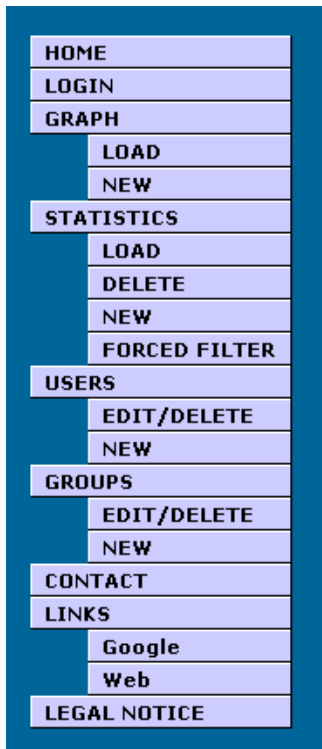 HOME
LOGIN
GRAPH
LOAD
NEW
STATISTICS
LOAD
DELETE
NEW
FORCED FILTER
USERS
EDIT/DELETE
NEW
GROUPS
EDIT/DELETE
NEW
CONTACT
LINKS
Google
Web
LEGAL NOTICE